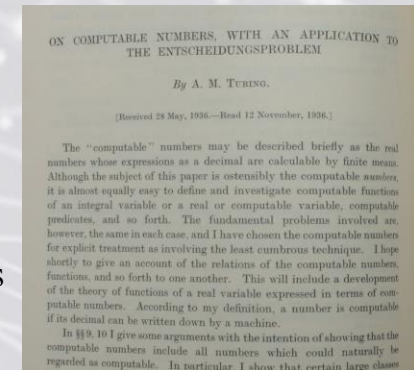 ON COMPUTABLE NUMBERS, WITH AN APPLICATION TO
THE ENTSCHEIDUNGSPROBLEM
By A. M. TURING.
[Received 28 May, 1936.—Read 12 November, 1936.]
The "computable" numbers may be described briefly as the real
numbers whose expressions as a decimal are calculable by finite means.
Although the subject of this paper is ostensibly the computable numbers,
it is almost equally easy to define and investigate computable functions
of an integral variable or a real or computable variable, computable
predicates, and so forth. The fundamental problems involved are,
however, the same in each case, and I have chosen the computable numbers
for explicit treatment as involving the least cumbrous technique. I hope
shortly to give an account of the relations of the computable numbers,
functions, and so forth to one another. This will include a development
of the theory of functions of a real variable expressed in terms of com-
putable numbers. According to my definition, a number is computable
if its decimal can be written down by a machine.
In §§9, 10 I give some arguments with the intention of showing that the
computable numbers include all numbers which could naturally be
regarded as computable. In particular, I show that certain large classes
s